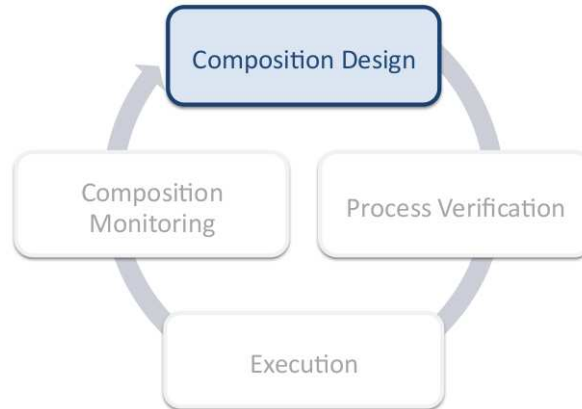 Composition Design
Composition
Monitoring
Process Verification
Execution